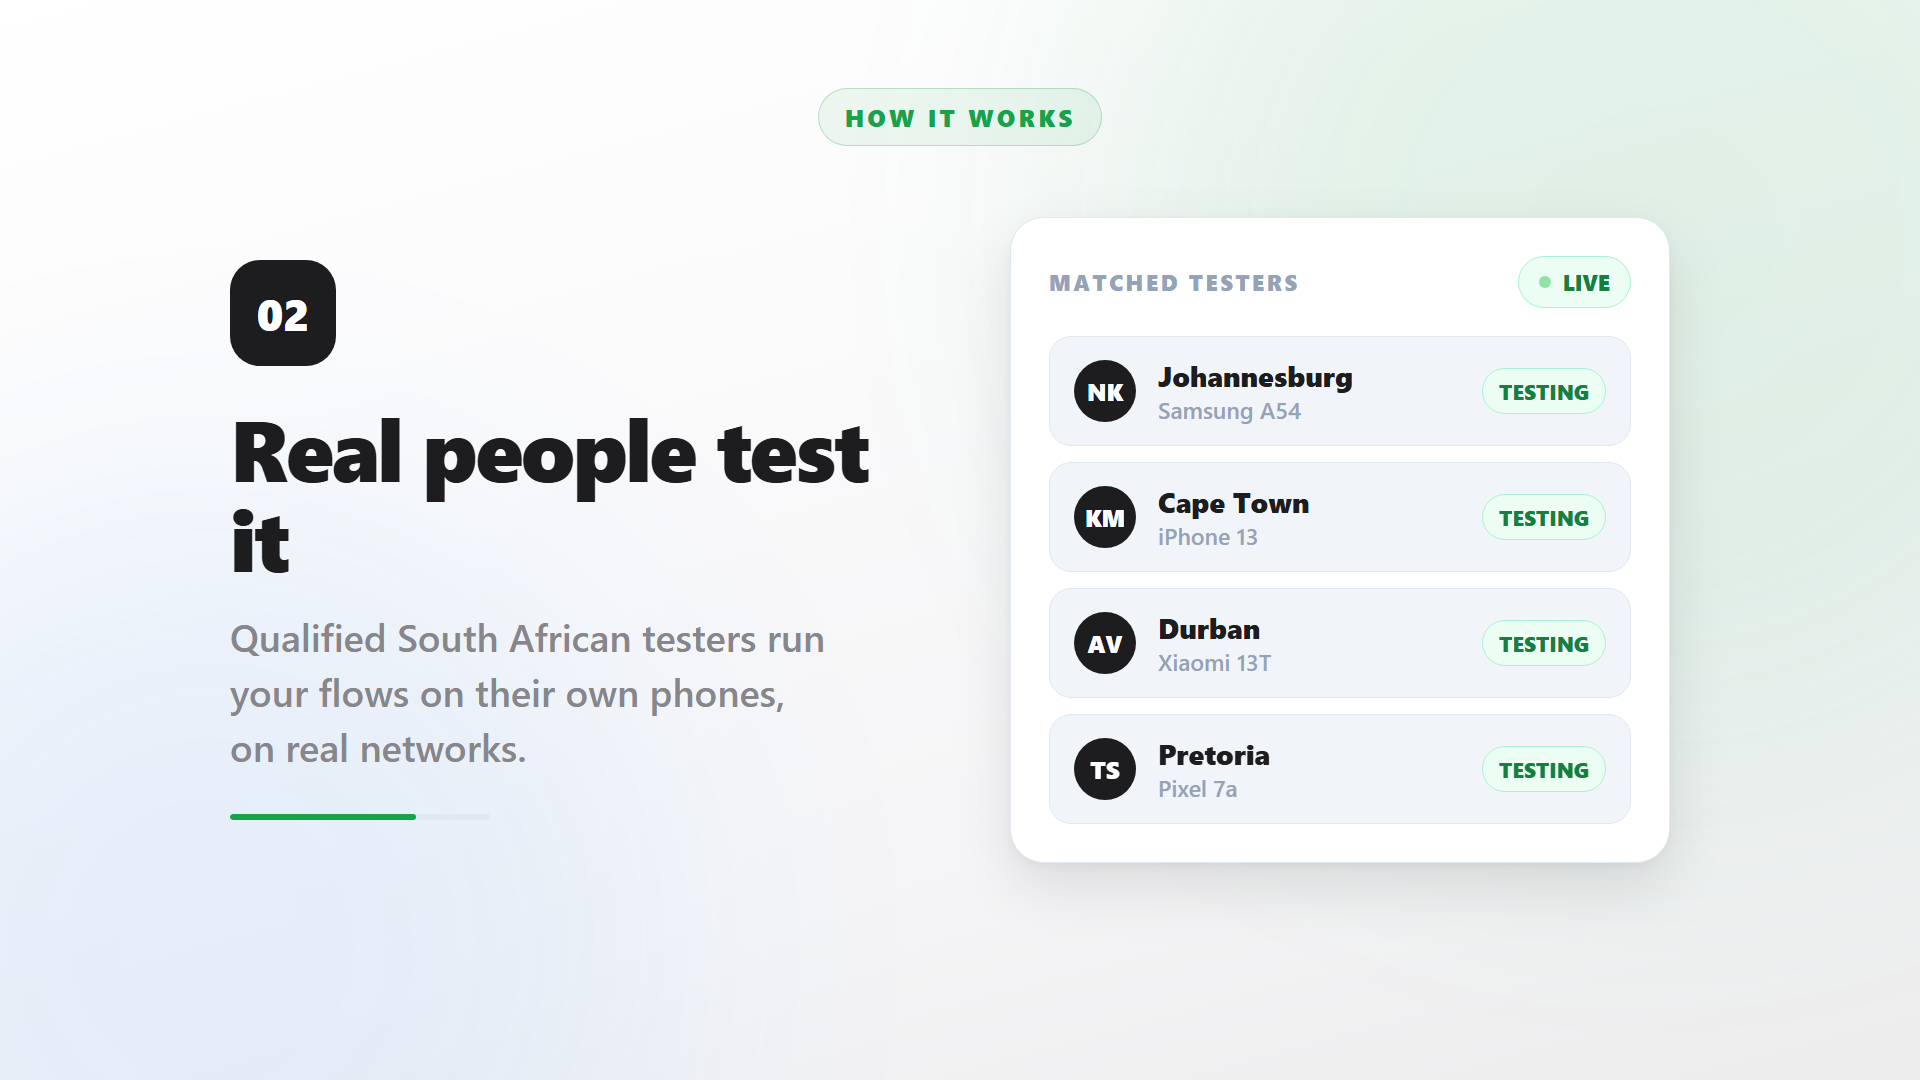 HOW IT WORKS
02
Real people test
it
Qualified South African testers run
your flows on their own phones,
on real networks.
MATCHED TESTERS
LIVE
NK
Johannesburg
Samsung A54
TESTING
KM
Cape Town
iPhone 13
TESTING
AV
Durban
Xiaomi 13T
TESTING
TS
Pretoria
Pixel 7a
TESTING